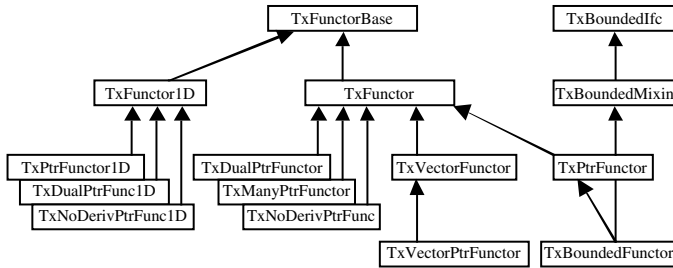 TxFunctorBase
TxBoundedIfc
TxFunctor1D
TxFunctor
TxBoundedMixin
TxPtrFunctor1D
TxDualPtrFunctor
TxVectorFunctor
TxPtrFunctor
TxDualPtrFunc1D
TxManyPtrFunctor
TxNoDerivPtrFunc1D
TxNoDerivPtrFunc
TxVectorPtrFunctor
TxBoundedFunctor